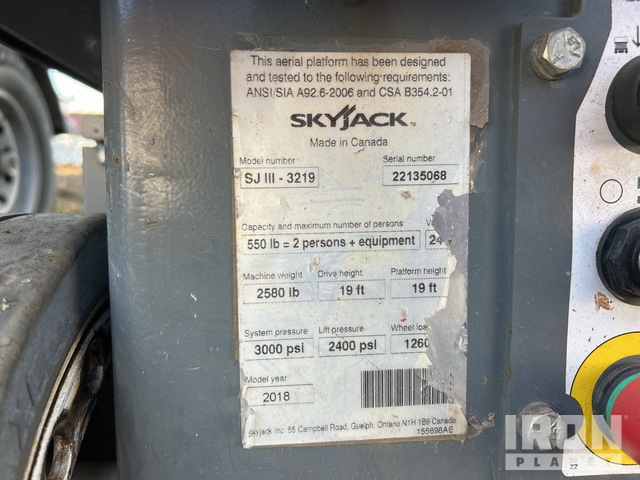 This aerial platform has been designed
and tested to the following requirements:
ANSI/SIA A92.6-2006 and CSA B354.2-01
SKYJACK
Made in Canada
Model number Serial number
SJ III - 3219 22135068
Capacity and maximum number of persons
550 lb = 2 persons + equipment 24
Machine weight Drive height Platform height
2580 lb 19 ft 19 ft
System pressure Lift pressure Wheel loa
3000 psi 2400 psi 1260
Model year
2018
Skyjack Inc. 55 Campbell Road, Guelph, Ontario N1H 1B9 Canada
155698AE
22
IRON
PLANET